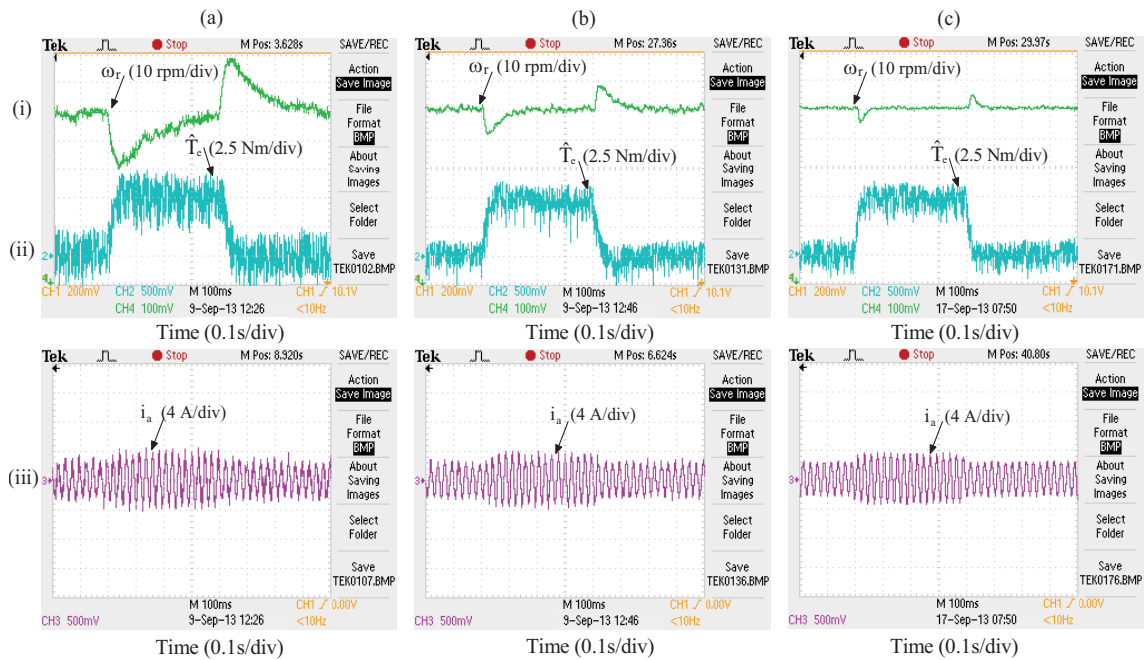 (a)
(b)
(c)
(i)
(ii)
(iii)
Tek Stop M Pos: 3.628s SAVE/REC
ωr (10 rpm/div)
T̂e (2.5 Nm/div)
Action
Save Image
File
Format
BMP
About
Saving
Images
Select
Folder
Save
TEK0102.BMP
2
4
CH1 200mV CH2 500mV M 100ms CH1 ∫ 10.1V
CH4 100mV 9-Sep-13 12:26 <10Hz
Time (0.1s/div)
Tek Stop M Pos: 27.36s SAVE/REC
ωr (10 rpm/div)
T̂e (2.5 Nm/div)
Action
Save Image
File
Format
BMP
About
Saving
Images
Select
Folder
Save
TEK0131.BMP
2
4
CH1 200mV CH2 500mV M 100ms CH1 ∫ 10.1V
CH4 100mV 9-Sep-13 12:46 <10Hz
Time (0.1s/div)
Tek Stop M Pos: 29.97s SAVE/REC
ωr (10 rpm/div)
T̂e (2.5 Nm/div)
Action
Save Image
File
Format
BMP
About
Saving
Images
Select
Folder
Save
TEK0171.BMP
2
4
CH1 200mV CH2 500mV M 100ms CH1 ∫ 10.1V
CH4 100mV 17-Sep-13 07:50 <10Hz
Time (0.1s/div)
Tek Stop M Pos: 8.920s SAVE/REC
ia (4 A/div)
Action
Save Image
File
Format
BMP
About
Saving
Images
Select
Folder
Save
TEK0107.BMP
3
M 100ms CH1 ∫ 0.00V
CH3 500mV 9-Sep-13 12:26 <10Hz
Time (0.1s/div)
Tek Stop M Pos: 6.624s SAVE/REC
ia (4 A/div)
Action
Save Image
File
Format
BMP
About
Saving
Images
Select
Folder
Save
TEK0136.BMP
3
M 100ms CH1 ∫ 0.00V
CH3 500mV 9-Sep-13 12:46 <10Hz
Time (0.1s/div)
Tek Stop M Pos: 40.80s SAVE/REC
ia (4 A/div)
Action
Save Image
File
Format
BMP
About
Saving
Images
Select
Folder
Save
TEK0176.BMP
3
M 100ms CH1 ∫ 0.00V
CH3 500mV 17-Sep-13 07:50 <10Hz
Time (0.1s/div)